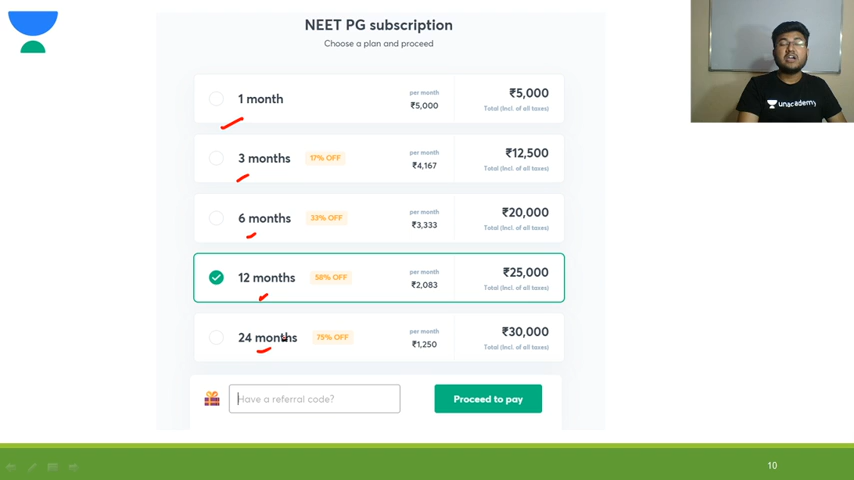 NEET PG subscription
Choose a plan and proceed
1 month
per month
₹5,000
₹5,000
Total (Incl. of all taxes)
3 months 17% OFF
per month
₹4,167
₹12,500
Total (Incl. of all taxes)
6 months 33% OFF
per month
₹3,333
₹20,000
Total (Incl. of all taxes)
12 months 58% OFF
per month
₹2,083
₹25,000
Total (Incl. of all taxes)
24 months 75% OFF
per month
₹1,250
₹30,000
Total (Incl. of all taxes)
Have a referral code?
Proceed to pay
unacademy
10